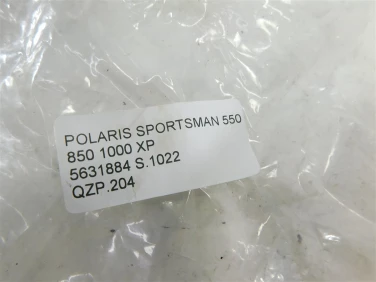 POLARIS SPORTSMAN 550
850 1000 XP
5631884 S.1022
QZP.204